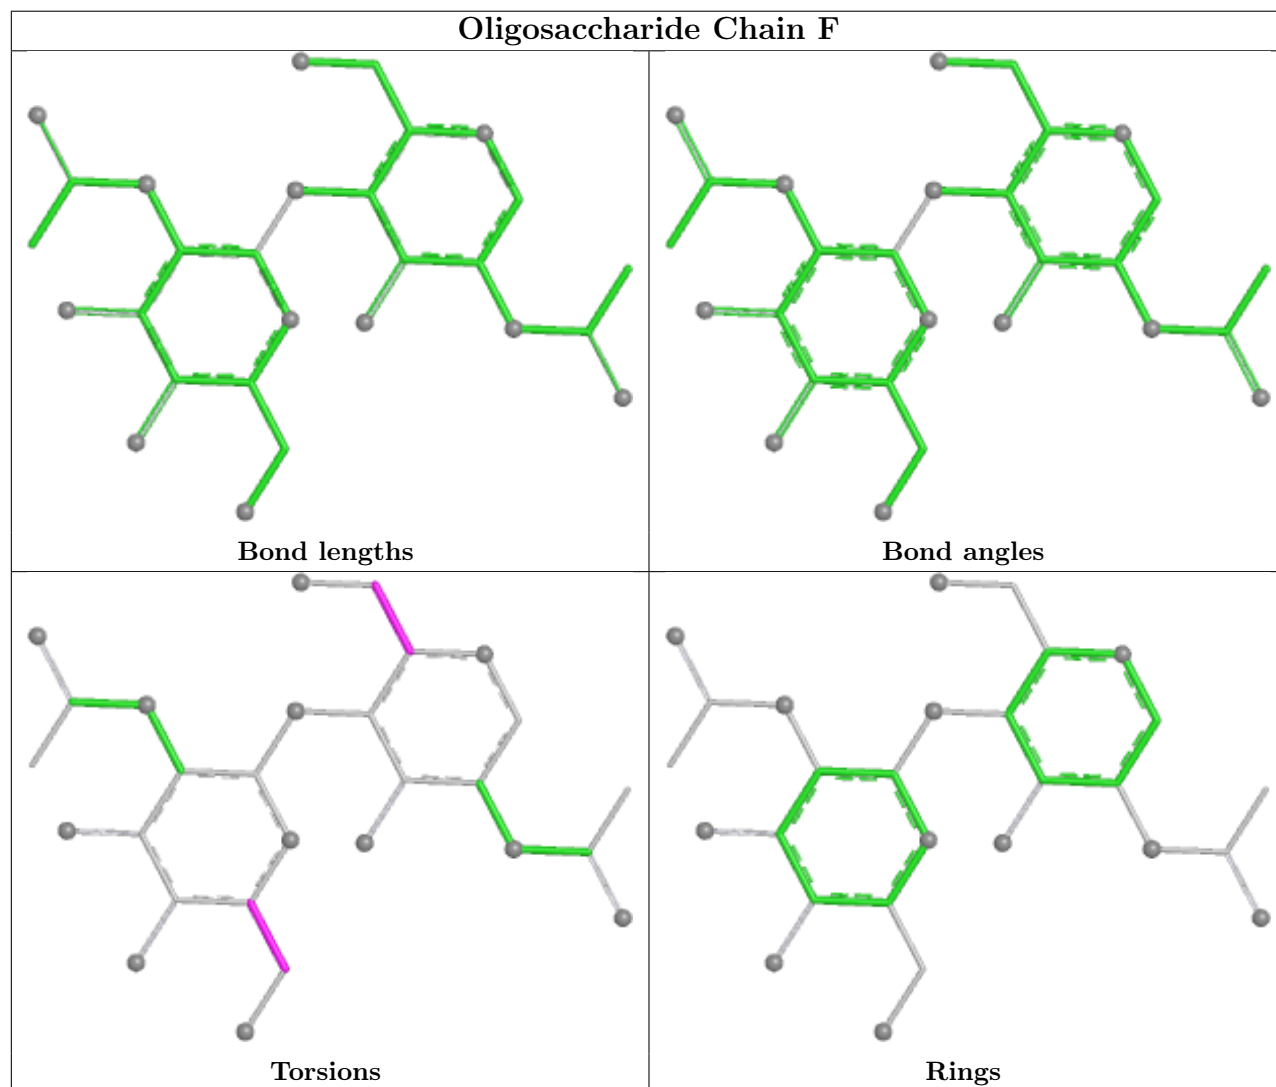 Oligosaccharide Chain F
Bond lengths
Bond angles
Torsions
Rings